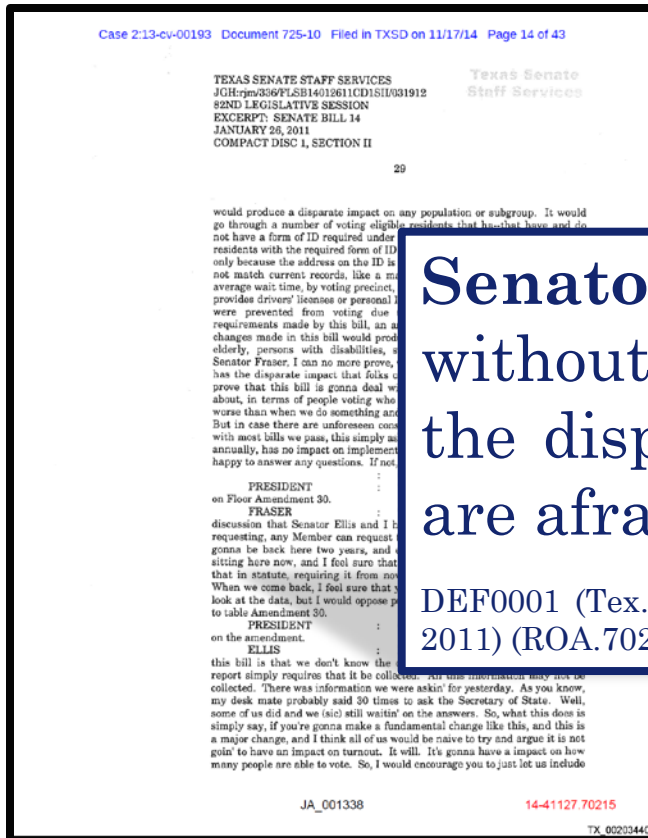 Case 2:13-cv-00193 Document 725-10 Filed in TXSD on 11/17/14 Page 14 of 43
TEXAS SENATE STAFF SERVICES
JGH:rjm/336/FLSB14012611CD1SII/031912
82ND LEGISLATIVE SESSION
EXCERPT: SENATE BILL 14
JANUARY 26, 2011
COMPACT DISC 1, SECTION II
Texas Senate
Staff Services
29
would produce a disparate impact on any population or subgroup. It would
go through a number of voting eligible residents that ha--that have and do
not have a form of ID required under
residents with the required form of ID
only because the address on the ID is
not match current records, like a ma
average wait time, by voting precinct,
provides drivers' licenses or personal I
were prevented from voting due
requirements made by this bill, an a
changes made in this bill would prod
elderly, persons with disabilities, s
Senator Fraser, I can no more prove,
has the disparate impact that folks c
prove that this bill is gonna deal w
about, in terms of people voting who
worse than when we do something and
But in case there are unforeseen cons
with most bills we pass, this simply as
annually, has no impact on implement
happy to answer any questions. If not,
PRESIDENT :
on Floor Amendment 30.
FRASER :
discussion that Senator Ellis and I h
requesting, any Member can request
gonna be back here two years, and
sitting here now, and I feel sure that
that in statute, requiring it from now
When we come back, I feel sure that y
look at the data, but I would oppose p
to table Amendment 30.
PRESIDENT :
on the amendment.
ELLIS :
this bill is that we don't know the
report simply requires that it be collected. All this information may not be
collected. There was information we were askin' for yesterday. As you know,
my desk mate probably said 30 times to ask the Secretary of State. Well,
some of us did and we (sic) still waitin' on the answers. So, what this does is
simply say, if you're gonna make a fundamental change like this, and this is
a major change, and I think all of us would be naive to try and argue it is not
goin' to have an impact on turnout. It will. It's gonna have a impact on how
many people are able to vote. So, I would encourage you to just let us include
Senato
without
the disp
are afra
DEF0001 (Tex.
2011) (ROA.702
JA_001338
14-41127.70215
TX_0020344